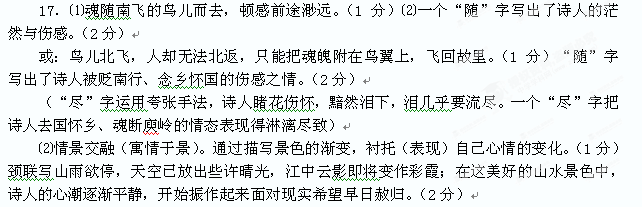 17. ⑴魂随南飞的鸟儿而去，顿感前途渺远。（1 分）⑵一个“随”字写出了诗人的茫
然与伤感。（2分）
或：鸟儿北飞，人却无法北返，只能把魂魄附在鸟翼上，飞回故里。（1 分）“随”字
写出了诗人被贬南行、念乡怀国的伤感之情。（2分）
（“尽”字运用夸张手法，诗人睹花伤怀，黯然泪下，泪几乎要流尽。一个“尽”字把
诗人去国怀乡、魂断庾岭的情态表现得淋漓尽致）
⑵情景交融（寓情于景）。通过描写景色的渐变，衬托（表现）自己心情的变化。（1分）
颈联写山雨欲停，天空已放出些许晴光，江中云影即将变作彩霞；在这美好的山水景色中，
诗人的心潮逐渐平静，开始振作起来面对现实希望早日赦归。（2分）